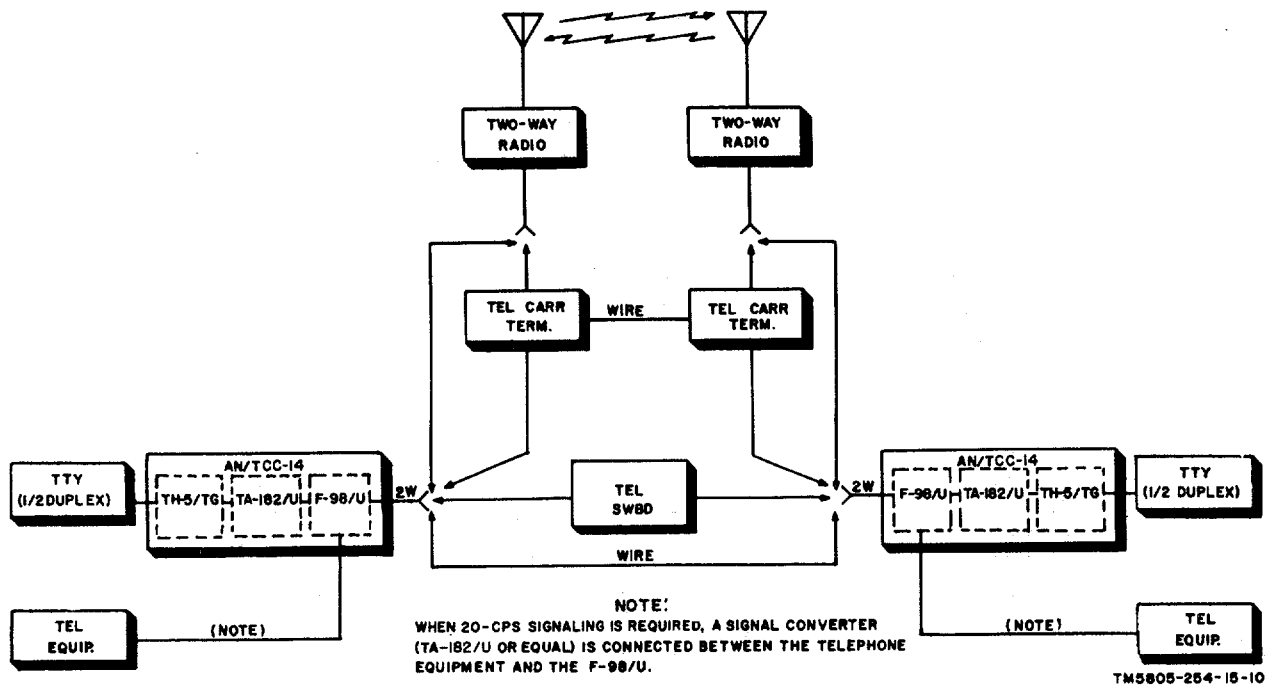 TWO-WAY
RADIO
TWO-WAY
RADIO
TEL CARR
TERM.
WIRE
TEL CARR
TERM.
TTY
(1/2 DUPLEX)
AN/TCC-14
TH-5/TG
TA-182/U
F-98/U
2W
TEL
SWBD
2W
AN/TCC-14
F-98/U
TA-182/U
TH-5/TG
TTY
(1/2 DUPLEX)
WIRE
TEL
EQUIP.
(NOTE)
NOTE:
WHEN 20-CPS SIGNALING IS REQUIRED, A SIGNAL CONVERTER
(TA-182/U OR EQUAL) IS CONNECTED BETWEEN THE TELEPHONE
EQUIPMENT AND THE F-98/U.
(NOTE)
TEL
EQUIP.
TM5805-254-15-10